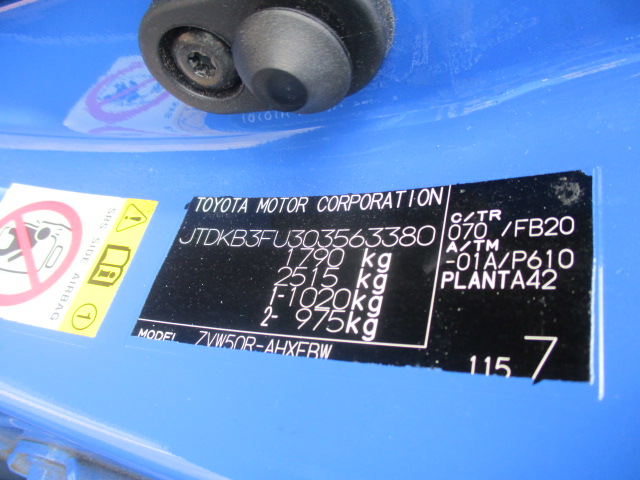 TOYOTA MOTOR CORPORATION
JTDKB3FU303563380
1790 kg
2515 kg
1- 1020kg
2- 975kg
MODEL ZVW50R-AHXEBW
C/TR
070 /FB20
A/TM
-01A/P610
PLANTA42
115 7
SRS SIDE AIRBAG
1